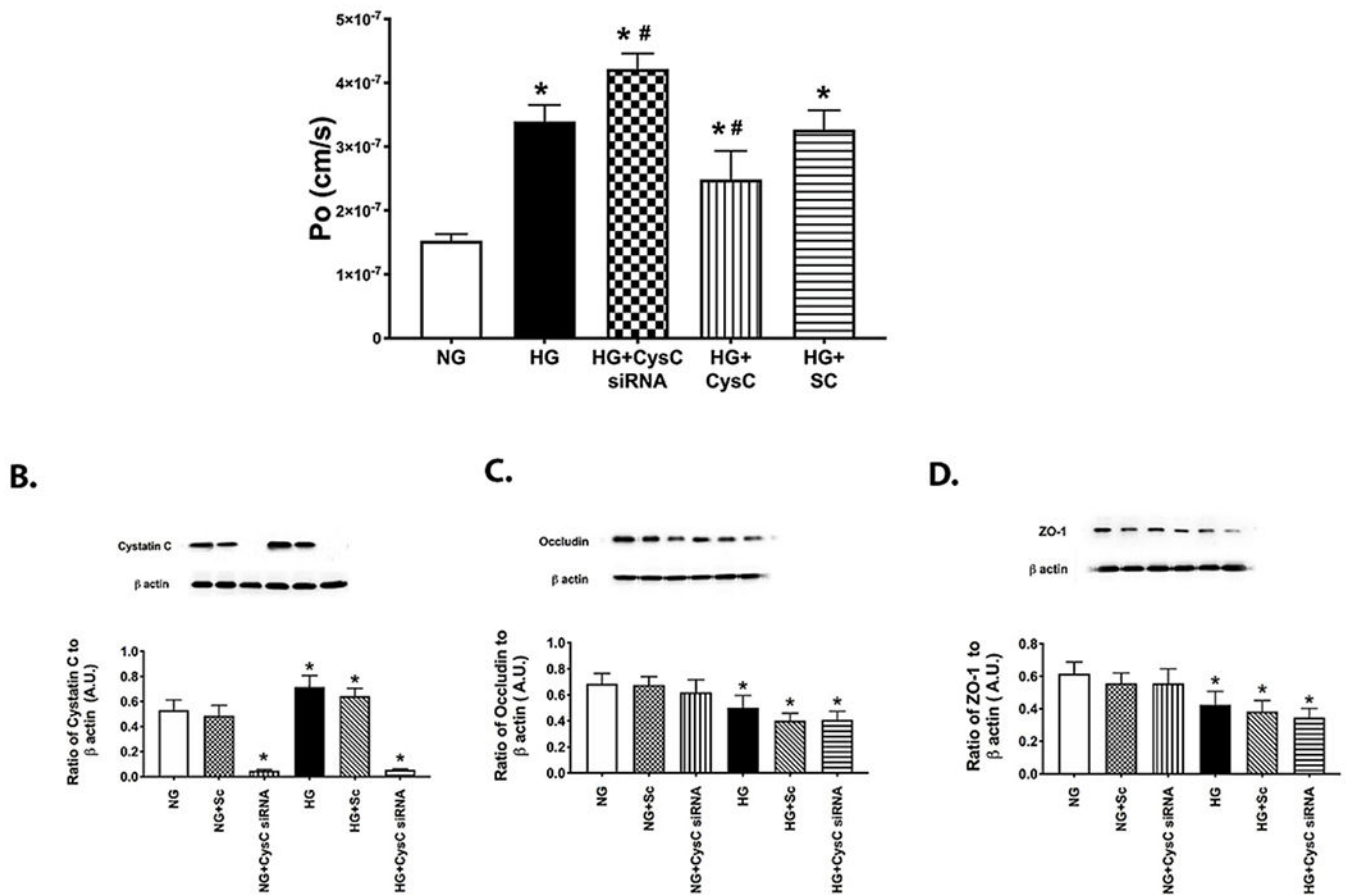 5×10⁻⁷
4×10⁻⁷
3×10⁻⁷
2×10⁻⁷
1×10⁻⁷
0
Po (cm/s)
*
* #
* #
*
NG
HG
HG+CysC
siRNA
HG+
CysC
HG+
SC
B.
Cystatin C
β actin
Ratio of Cystatin C to
β actin (A.U.)
1.0
0.8
0.6
0.4
0.2
0.0
*
*
*
*
NG
NG+Sc
NG+CysC siRNA
HG
HG+Sc
HG+CysC siRNA
C.
Occludin
β actin
Ratio of Occludin to
β actin (A.U.)
1.0
0.8
0.6
0.4
0.2
0.0
*
*
*
NG
NG+Sc
NG+CysC siRNA
HG
HG+Sc
HG+CysC siRNA
D.
ZO-1
β actin
Ratio of ZO-1 to
β actin ( A.U.)
0.8
0.6
0.4
0.2
0.0
*
*
*
NG
NG+Sc
NG+CysC siRNA
HG
HG+Sc
HG+CysC siRNA